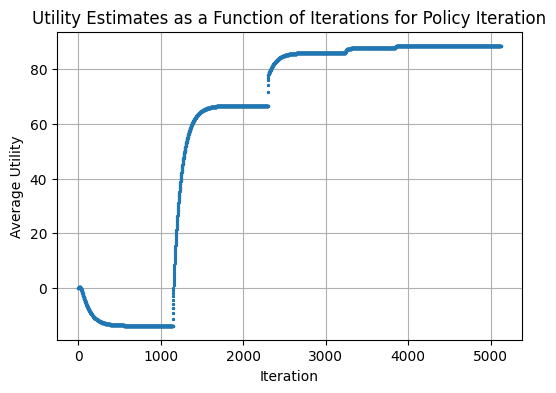 Utility Estimates as a Function of Iterations for Policy Iteration
80
60
40
20
0
Average Utility
0 1000 2000 3000 4000 5000
Iteration